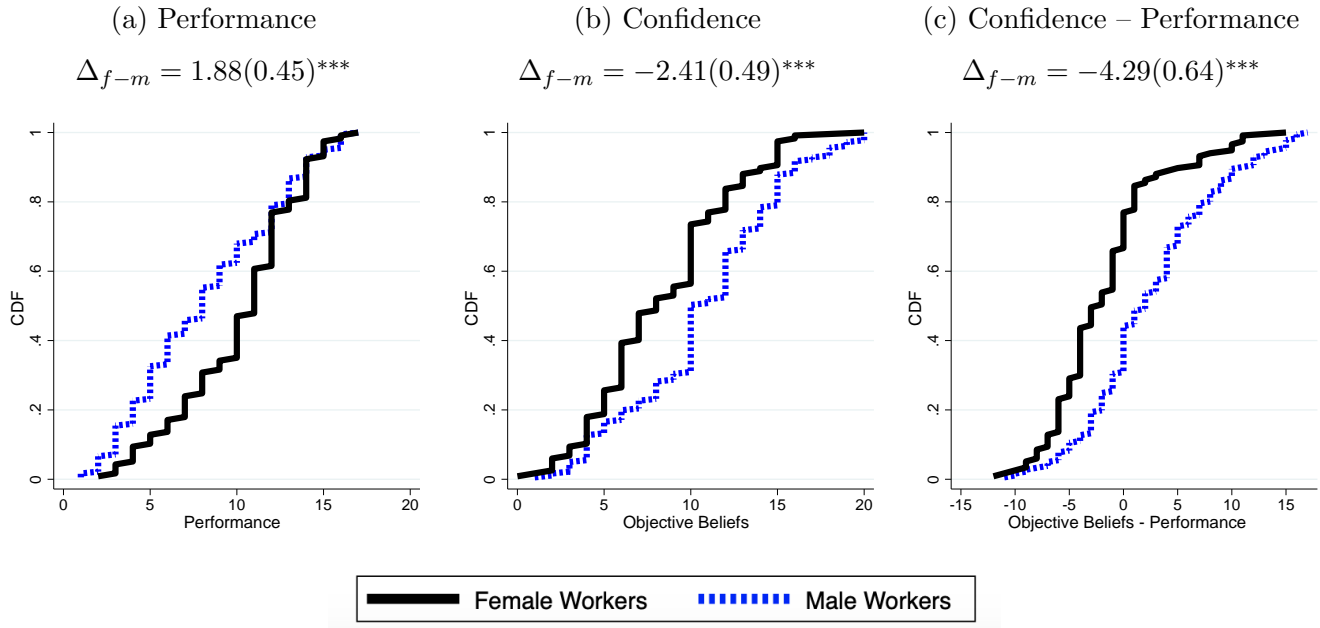 (a) Performance
(b) Confidence
(c) Confidence – Performance
Δf−m = 1.88(0.45)***
Δf−m = −2.41(0.49)***
Δf−m = −4.29(0.64)***
CDF
0
.2
.4
.6
.8
1
0 5 10 15 20
Performance
CDF
0
.2
.4
.6
.8
1
0 5 10 15 20
Objective Beliefs
CDF
0
.2
.4
.6
.8
1
-15 -10 -5 0 5 10 15
Objective Beliefs - Performance
Female Workers
Male Workers